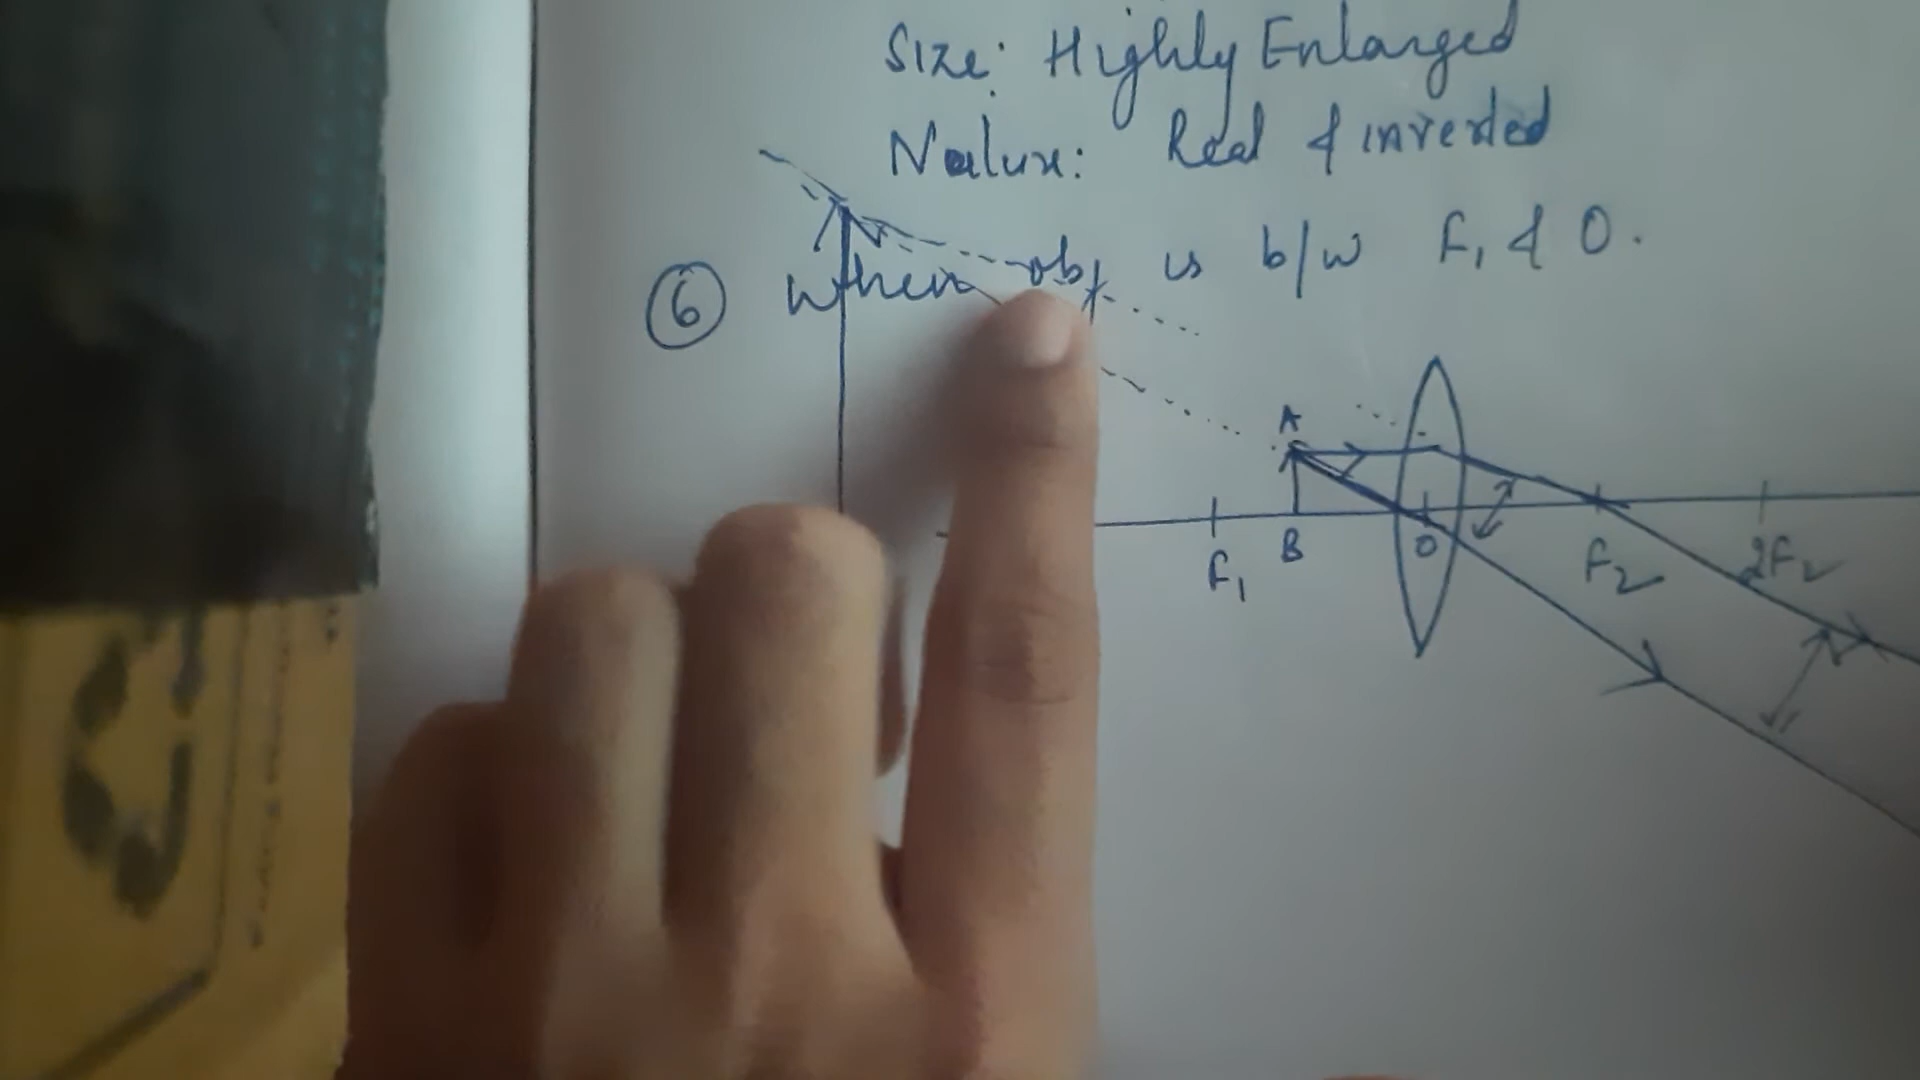 Size: Highly Enlarged
Nature: Real & inverted
6 When obj is b/w F1 & O.
A
F1 B O F2 2F2